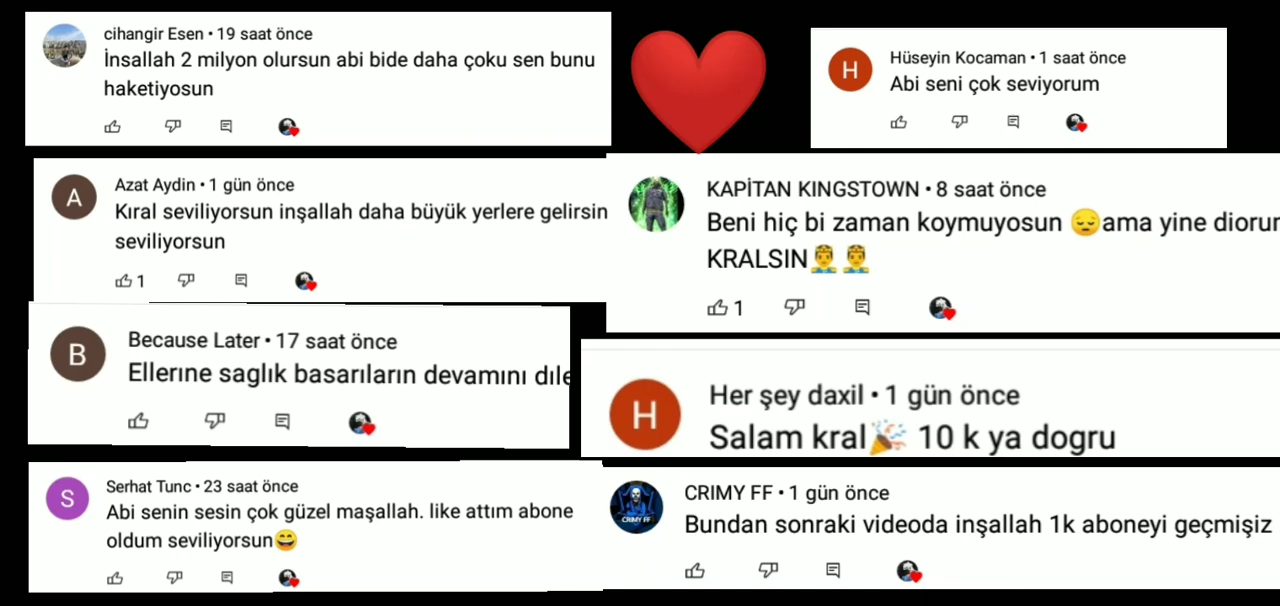 cihangir Esen • 19 saat önce
İnsallah 2 milyon olursun abi bide daha çoku sen bunu
haketiyosun
H
Hüseyin Kocaman • 1 saat önce
Abi seni çok seviyorum
A
Azat Aydin • 1 gün önce
Kıral seviliyorsun inşallah daha büyük yerlere gelirsin
seviliyorsun
1
KAPİTAN KINGSTOWN • 8 saat önce
Beni hiç bi zaman koymuyosun 😔ama yine diorur
KRALSIN🤴🤴
1
B
Because Later • 17 saat önce
Ellerıne saglık basarıların devamını dıle
H
Her şey daxil • 1 gün önce
Salam kral🎉 10 k ya dogru
S
Serhat Tunc • 23 saat önce
Abi senin sesin çok güzel maşallah. like attım abone
oldum seviliyorsun😄
CRIMY FF
CRIMY FF • 1 gün önce
Bundan sonraki videoda inşallah 1k aboneyi geçmişiz